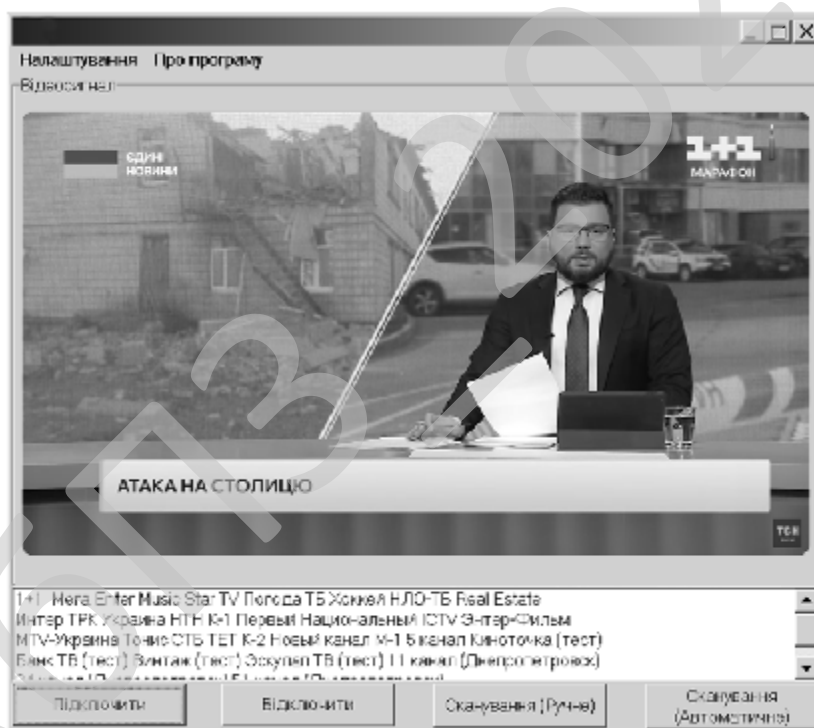 Налаштування Про програму
Відеосигнал
ЄДИНІ
НОВИНИ
1+1
МАРАФОН
АТАКА НА СТОЛИЦЮ
ТСН
1+1 Мега Enter Music Star TV Погода ТБ Хоккей НЛО-ТБ Real Estate
Интер ТРК Украина НТН К-1 Первый Национальный ICTV Энтер-Фильм
MTV-Украина Тонис СТБ ТЕТ К-2 Новый канал М-1 5 канал Киноточка (тест)
Банк ТВ (тест) Винтаж (тест) Эскулап ТВ (тест) 11 канал (Днепропетровск)
Підключити Відключити Сканування (Ручне) Сканування
(Автоматичне)